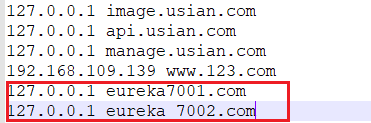 127.0.0.1 image.usian.com
127.0.0.1 api.usian.com
127.0.0.1 manage.usian.com
192.168.109.139 www.123.com
127.0.0.1 eureka7001.com
127.0.0.1 eureka 7002.com